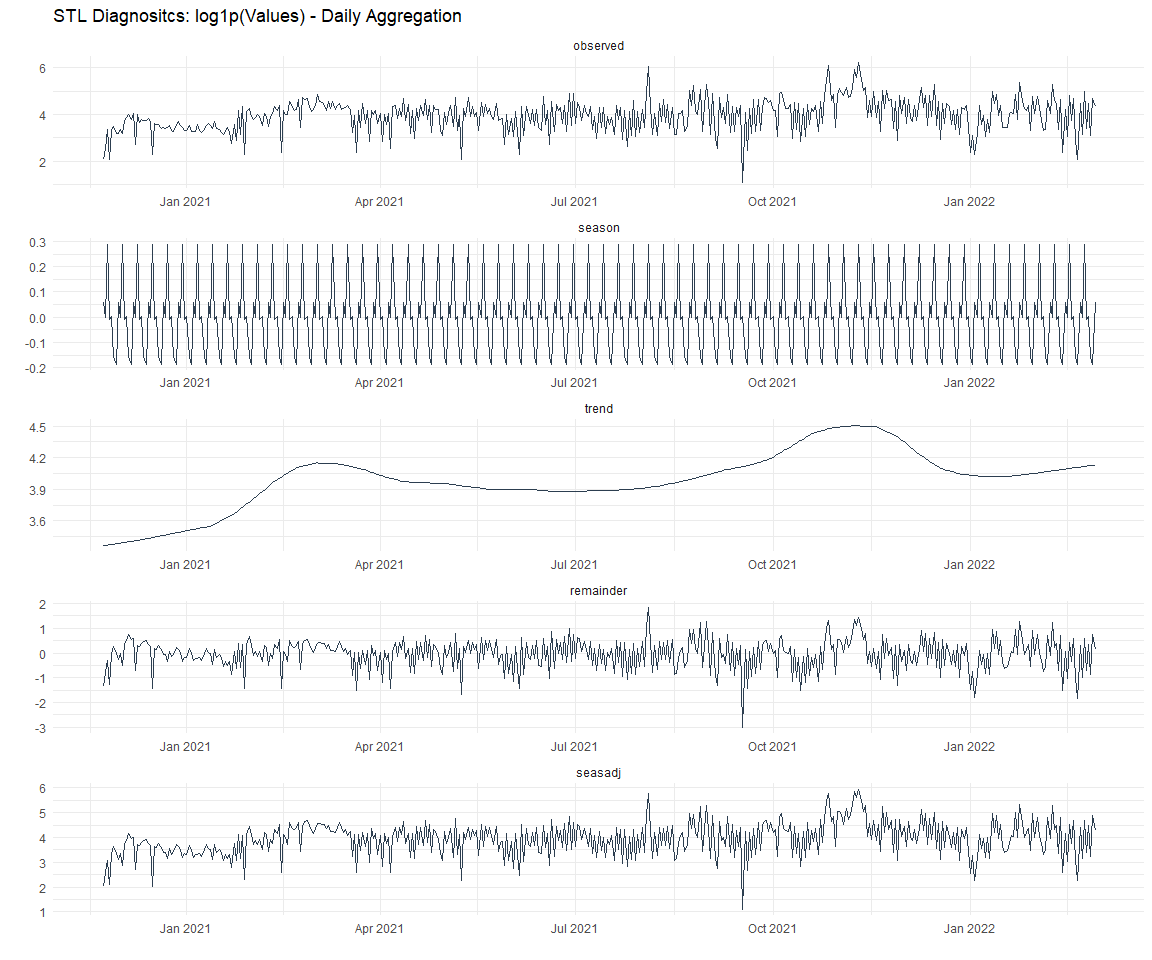 STL Diagnositcs: log1p(Values) - Daily Aggregation
observed
6
4
2
Jan 2021 Apr 2021 Jul 2021 Oct 2021 Jan 2022
season
0.3
0.2
0.1
0.0
-0.1
-0.2
Jan 2021 Apr 2021 Jul 2021 Oct 2021 Jan 2022
trend
4.5
4.2
3.9
3.6
Jan 2021 Apr 2021 Jul 2021 Oct 2021 Jan 2022
remainder
2
1
0
-1
-2
-3
Jan 2021 Apr 2021 Jul 2021 Oct 2021 Jan 2022
seasadj
6
5
4
3
2
1
Jan 2021 Apr 2021 Jul 2021 Oct 2021 Jan 2022